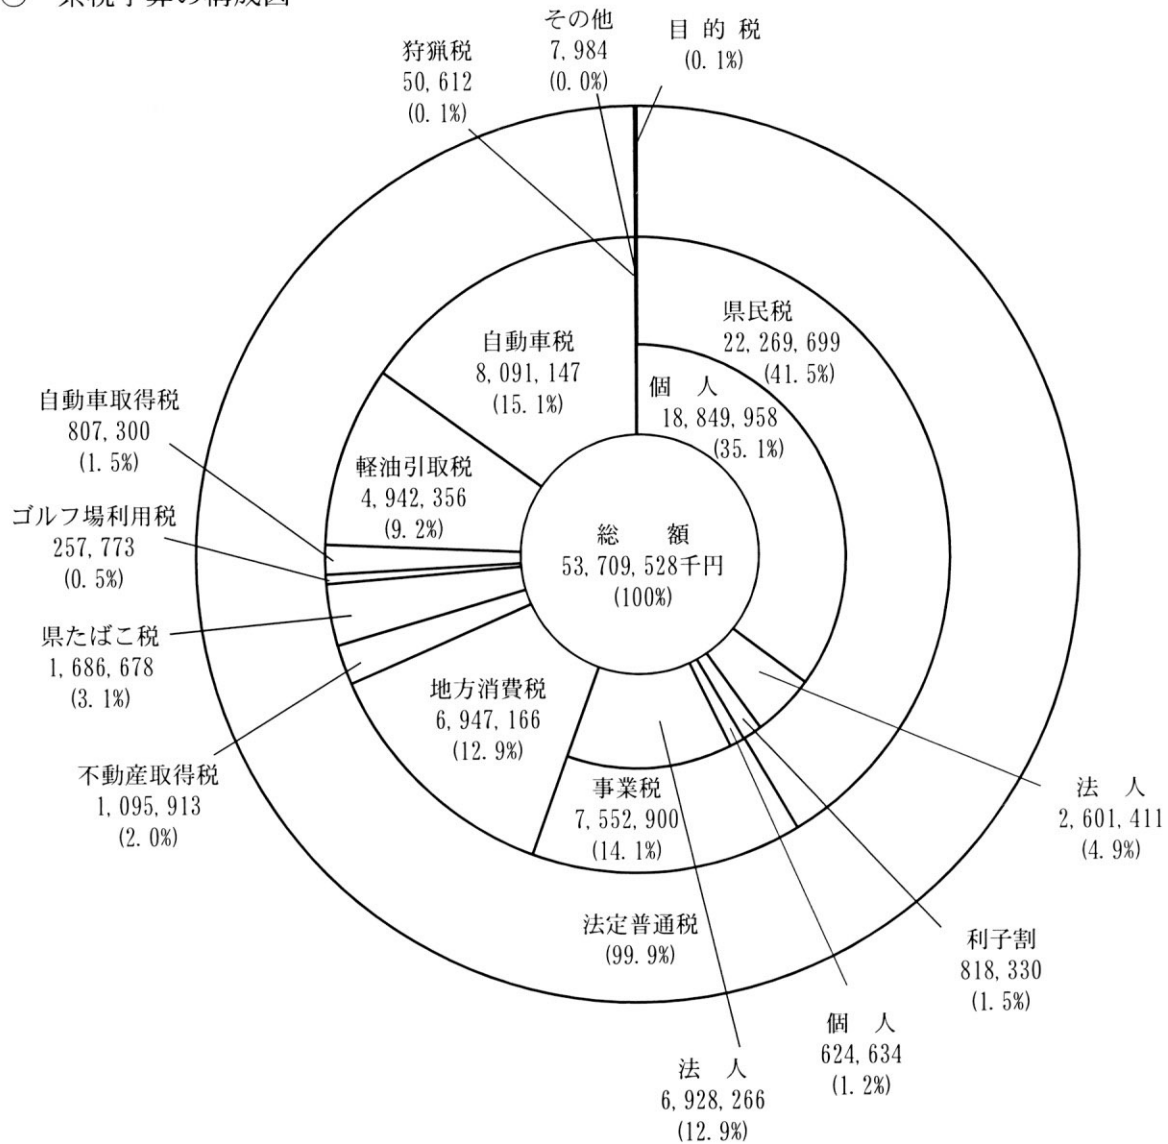 県税予算の構成図
その他
7,984
(0.0%)
目的税
(0.1%)
狩猟税
50,612
(0.1%)
県民税
22,269,699
(41.5%)
個人
18,849,958
(35.1%)
自動車税
8,091,147
(15.1%)
自動車取得税
807,300
(1.5%)
軽油引取税
4,942,356
(9.2%)
ゴルフ場利用税
257,773
(0.5%)
総額
53,709,528千円
(100%)
県たばこ税
1,686,678
(3.1%)
地方消費税
6,947,166
(12.9%)
不動産取得税
1,095,913
(2.0%)
事業税
7,552,900
(14.1%)
法人
2,601,411
(4.9%)
法定普通税
(99.9%)
利子割
818,330
(1.5%)
個人
624,634
(1.2%)
法人
6,928,266
(12.9%)